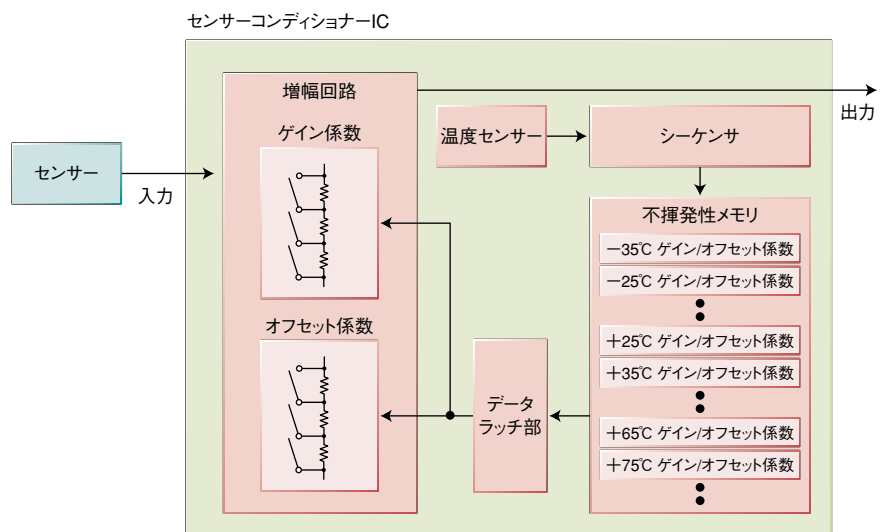 センサーコンディショナーIC
増幅回路
出力
ゲイン係数
温度センサー
シーケンサ
センサー
入力
不揮発性メモリ
−35℃ ゲイン/オフセット係数
−25℃ ゲイン/オフセット係数
オフセット係数
+25℃ ゲイン/オフセット係数
+35℃ ゲイン/オフセット係数
データ
ラッチ部
+65℃ ゲイン/オフセット係数
+75℃ ゲイン/オフセット係数